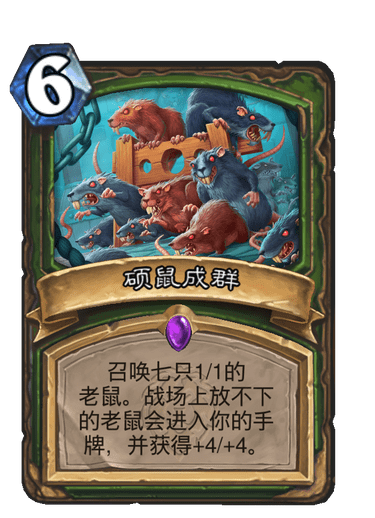 6
硕鼠成群
召唤七只1/1的
老鼠。战场上放不下
的老鼠会进入你的手
牌，并获得+4/+4。